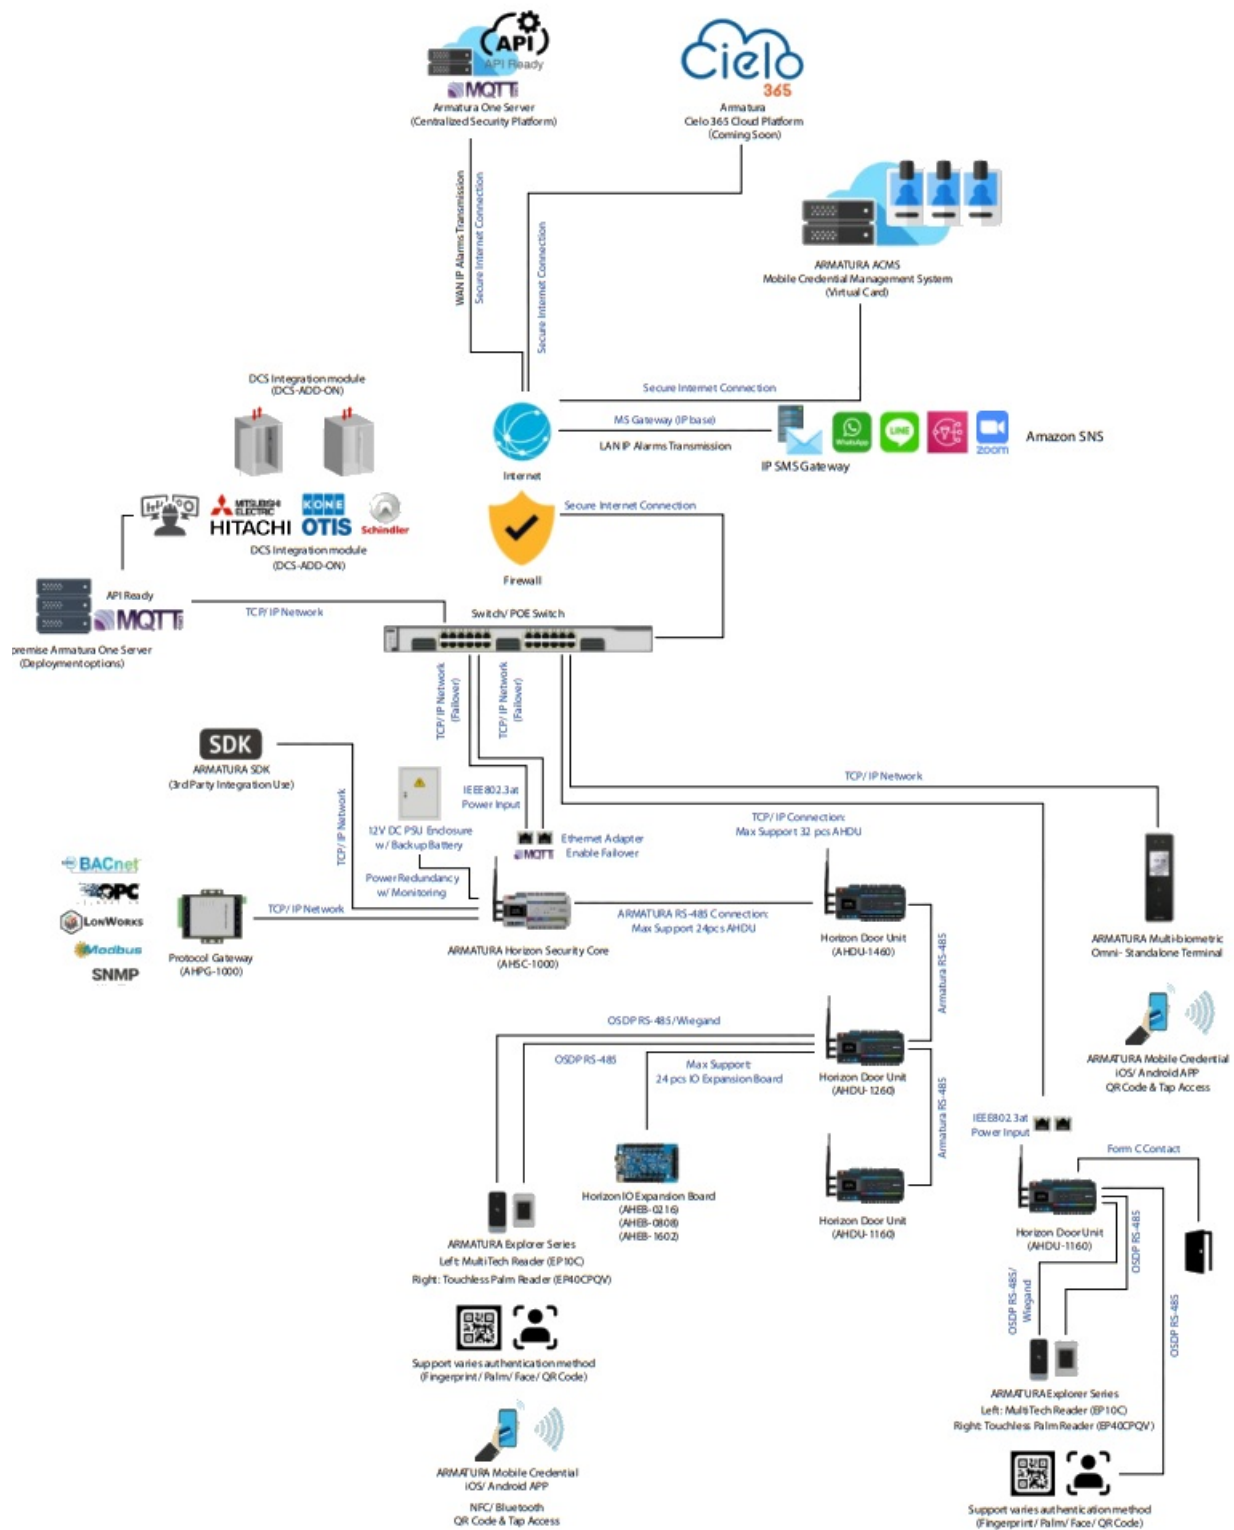 API
API Ready
MQTT
Armatura One Server
(Centralized Security Platform)
Cielo
365
Armatura
Cielo 365 Cloud Platform
(Coming Soon)
WAN IP Alarms Transmission
Secure Internet Connection
Secure Internet Connection
ARMATURA ACMS
Mobile Credential Management System
(Virtual Card)
Secure Internet Connection
MS Gateway (IP base)
LAN IP Alarms Transmission
Internet
IP SMS Gateway
WhatsApp
LINE
zoom
Amazon SNS
DCS Integration module
(DCS-ADD-ON)
MITSUBISHI
ELECTRIC
HITACHI
KONE
OTIS
Schindler
DCS Integration module
(DCS-ADD-ON)
Secure Internet Connection
Firewall
API Ready
MQTT
premise Armatura One Server
(Deployment options)
TCP/ IP Network
Switch/ POE Switch
TCP/ IP Network
(Failover)
TCP/ IP Network
(Failover)
SDK
ARMATURA SDK
(3rd Party Integration Use)
TCP/ IP Network
12V DC PSU Enclosure
w/ Backup Battery
IEEE802.3at
Power Input
Ethernet Adapter
Enable Failover
MQTT
Power Redundancy
w/ Monitoring
TCP/ IP Network
TCP/ IP Connection:
Max Support 32 pcs AHDU
BACnet
OPC
LONWORKS
Modbus
SNMP
Protocol Gateway
(AHPG-1000)
TCP/ IP Network
ARMATURA Horizon Security Core
(AHSC-1000)
ARMATURA RS-485 Connection:
Max Support 24pcs AHDU
Horizon Door Unit
(AHDU-1460)
Armatura RS-485
ARMATURA Multi-biometric
Omni- Standalone Terminal
ARMATURA Mobile Credential
iOS/ Android APP
QR Code & Tap Access
OSDP RS-485/Wiegand
OSDP RS-485
Max Support:
24 pcs IO Expansion Board
Horizon Door Unit
(AHDU-1260)
Armatura RS-485
Horizon IO Expansion Board
(AHEB-0216)
(AHEB-0808)
(AHEB-1602)
Horizon Door Unit
(AHDU-1160)
ARMATURA Explorer Series
Left: MultiTech Reader (EP10C)
Right: Touchless Palm Reader (EP40CPQV)
Support varies authentication method
(Fingerprint/ Palm/ Face/ QR Code)
ARMATURA Mobile Credential
iOS/ Android APP
NFC/ Bluetooth
QR Code & Tap Access
IEEE802.3at
Power Input
Form C Contact
Horizon Door Unit
(AHDU-1160)
OSDP RS-485/
Wiegand
OSDP RS-485
OSDP RS-485
ARMATURA Explorer Series
Left: MultiTech Reader (EP10C)
Right: Touchless Palm Reader (EP40CPQV)
Support varies authentication method
(Fingerprint/ Palm/ Face/ QR Code)